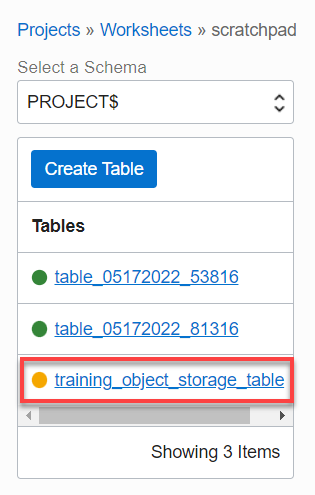 Projects » Worksheets » scratchpad
Select a Schema
PROJECT$
Create Table
Tables
table_05172022_53816
table_05172022_81316
training_object_storage_table
Showing 3 Items